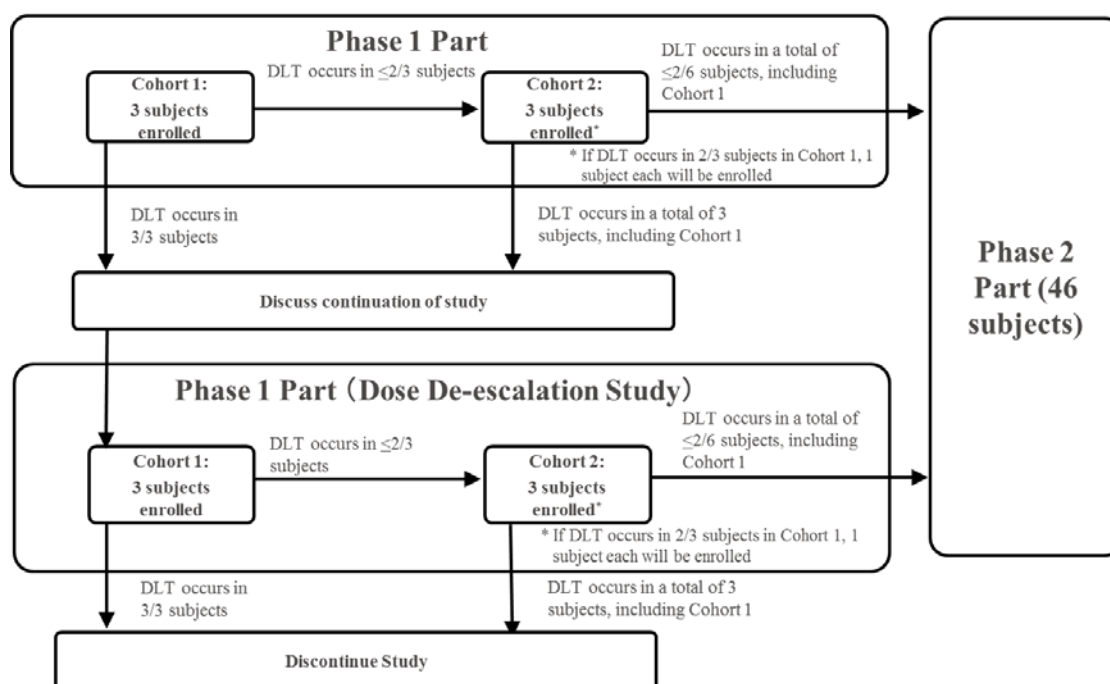 Phase 1 Part
DLT occurs in ≤2/3 subjects
DLT occurs in a total of
≤2/6 subjects, including
Cohort 1
Cohort 1:
3 subjects
enrolled
Cohort 2:
3 subjects
enrolled*
* If DLT occurs in 2/3 subjects in Cohort 1, 1
subject each will be enrolled
DLT occurs in
3/3 subjects
DLT occurs in a total of 3
subjects, including Cohort 1
Discuss continuation of study
Phase 2
Part (46
subjects)
Phase 1 Part (Dose De-escalation Study)
DLT occurs in ≤2/3
subjects
DLT occurs in a total of
≤2/6 subjects, including
Cohort 1
Cohort 1:
3 subjects
enrolled
Cohort 2:
3 subjects
enrolled*
* If DLT occurs in 2/3 subjects in Cohort 1, 1
subject each will be enrolled
DLT occurs in
3/3 subjects
DLT occurs in a total of 3
subjects, including Cohort 1
Discontinue Study